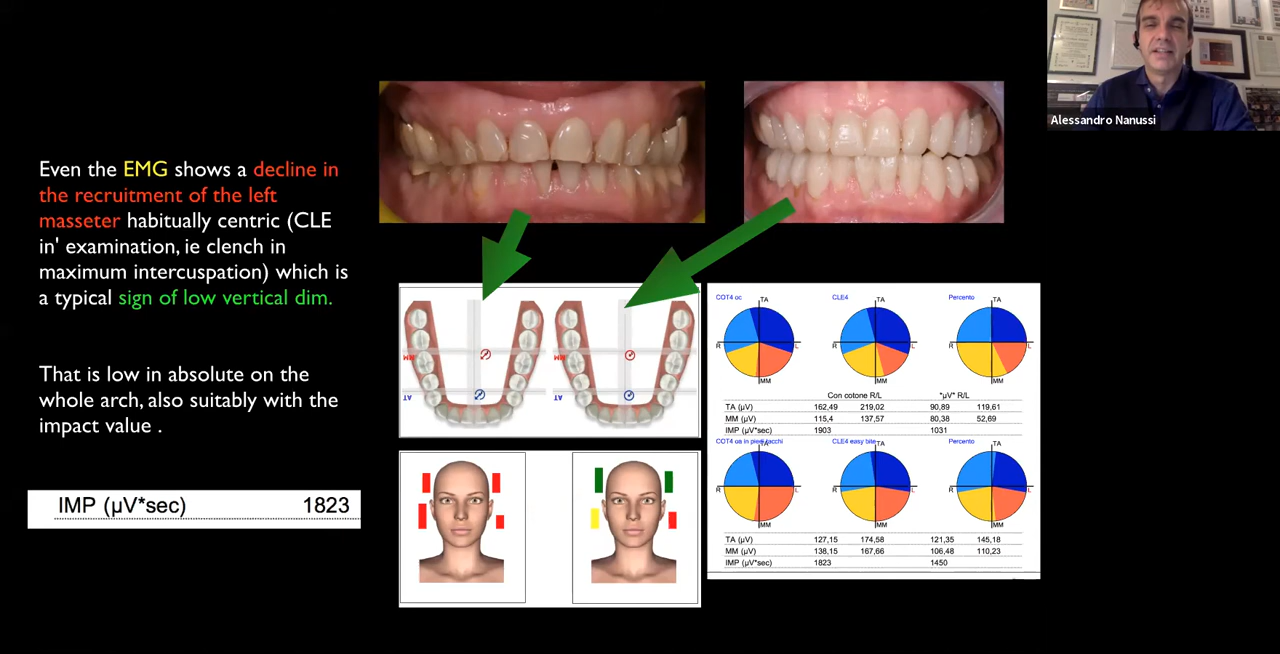 Alessandro Nanussi
Even the EMG shows a decline in
the recruitment of the left
masseter habitually centric (CLE
in' examination, ie clench in
maximum intercuspation) which is
a typical sign of low vertical dim.
That is low in absolute on the
whole arch, also suitably with the
impact value .
IMP (µV*sec) 1823
MM MM
TA TA
COT4 oc TA CLE4 TA Percento TA
R L R L R L
MM MM MM
Con cotone R/L "µV" R/L
TA (µV) 162,49 219,02 90,89 119,61
MM (µV) 115,4 137,57 80,38 52,69
IMP (µV*sec) 1903 1031
COT4 oa in piedi tacchi TA CLE4 easy bite TA Percento TA
R L R L R L
MM MM MM
TA (µV) 127,15 174,58 121,35 145,18
MM (µV) 138,15 167,66 106,48 110,23
IMP (µV*sec) 1823 1450